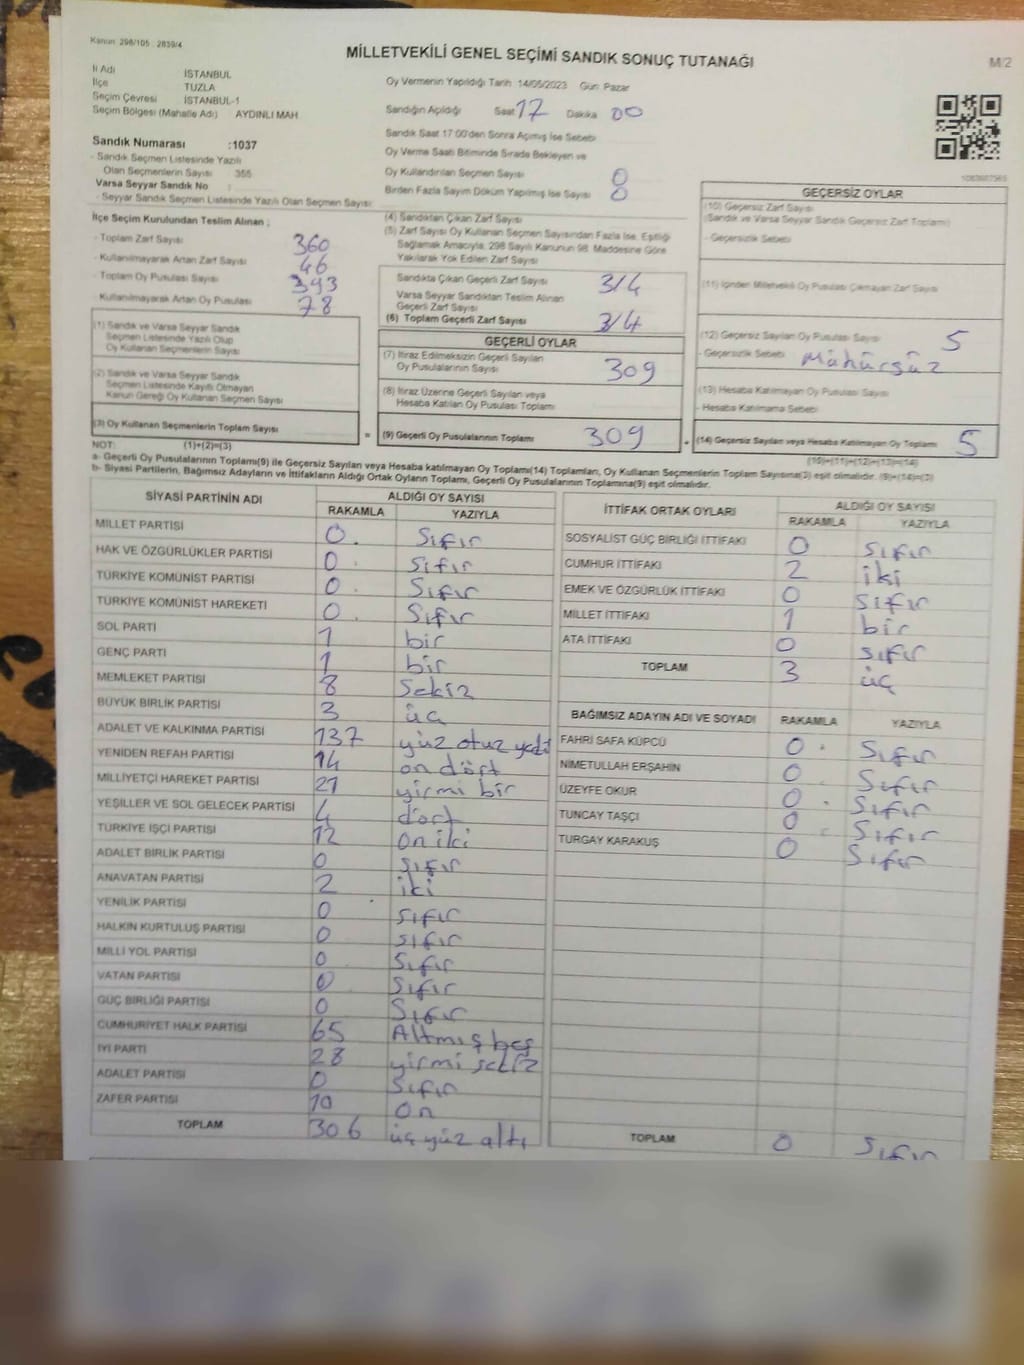 Kanun: 298/105 : 2839/4
MİLLETVEKİLİ GENEL SEÇİMİ SANDIK SONUÇ TUTANAĞI
M/2
İl Adı İSTANBUL
İlçe TUZLA
Seçim Çevresi İSTANBUL-1
Seçim Bölgesi (Mahalle Adı) AYDINLI MAH
Oy Vermenin Yapıldığı Tarih 14/05/2023 Gün: Pazar
Sandığın Açıldığı Saat 17 Dakika 00
Sandık Saat 17:00'den Sonra Açımış İse Sebebi
Oy Verme Saati Bitiminde Sırada Bekleyen ve
Oy Kullandırılan Seçmen Sayısı 0
Birden Fazla Sayım Döküm Yapılmış İse Sayısı 0
Sandık Numarası :1037
- Sandık Seçmen Listesinde Yazılı
Olan Seçmenlerin Sayısı 355
Varsa Seyyar Sandık No :
- Seyyar Sandık Seçmen Listesinde Yazılı Olan Seçmen Sayısı:
İlçe Seçim Kurulundan Teslim Alınan ;
- Toplam Zarf Sayısı 360
- Kullanılmayarak Artan Zarf Sayısı 46
- Toplam Oy Pusulası Sayısı 393
- Kullanılmayarak Artan Oy Pusulası 78
(1) Sandık ve Varsa Seyyar Sandık
Seçmen Listesinde Yazılı Olup
Oy Kullanan Seçmenlerin Sayısı
(2) Sandık ve Varsa Seyyar Sandık
Seçmen Listesinde Kayıtlı Olmayan
Kanun Gereği Oy Kullanan Seçmen Sayısı
(3) Oy Kullanan Seçmenlerin Toplam Sayısı
(1)+(2)=(3)
(4) Sandıktan Çıkan Zarf Sayısı
(5) Zarf Sayısı Oy Kullanan Seçmen Sayısından Fazla İse, Eşitliği
Sağlamak Amacıyla, 298 Sayılı Kanunun 98. Maddesine Göre
Yakılarak Yok Edilen Zarf Sayısı
Sandıkta Çıkan Geçerli Zarf Sayısı 314
Varsa Seyyar Sandıktan Teslim Alınan
Geçerli Zarf Sayısı
(6) Toplam Geçerli Zarf Sayısı 314
GEÇERLİ OYLAR
(7) İtiraz Edilmeksizin Geçerli Sayılan
Oy Pusulalarının Sayısı 309
(8) İtiraz Üzerine Geçerli Sayılan veya
Hesaba Katılan Oy Pusulası Toplamı
= (9) Geçerli Oy Pusulalarının Toplamı 309
GEÇERSİZ OYLAR
(10) Geçersiz Zarf Sayısı
(Sandık ve Varsa Seyyar Sandık Geçersiz Zarf Toplamı)
- Geçersizlik Sebebi
(11) İçinden Milletvekili Oy Pusulası Çıkmayan Zarf Sayısı
(12) Geçersiz Sayılan Oy Pusulası Sayısı 5
- Geçersizlik Sebebi Mühürsüz
(13) Hesaba Katılmayan Oy Pusulası Sayısı
- Hesaba Katılmama Sebebi
(14) Geçersiz Sayılan veya Hesaba Katılmayan Oy Toplamı 5
(10)+(11)+(12)+(13)=(14)
NOT:
a- Geçerli Oy Pusulalarının Toplamı(9) ile Geçersiz Sayılan veya Hesaba katılmayan Oy Toplamı(14) Toplamları, Oy Kullanan Seçmenlerin Toplam Sayısına(3) eşit olmalıdır. (9)+(14)=(3)
b- Siyasi Partilerin, Bağımsız Adayların ve İttifakların Aldığı Ortak Oyların Toplamı, Geçerli Oy Pusulalarının Toplamına(9) eşit olmalıdır.
SİYASİ PARTİNİN ADI ALDIĞI OY SAYISI
RAKAMLA YAZIYLA
MİLLET PARTİSİ 0 Sıfır
HAK VE ÖZGÜRLÜKLER PARTİSİ 0 Sıfır
TÜRKİYE KOMÜNİST PARTİSİ 0 Sıfır
TÜRKİYE KOMÜNİST HAREKETİ 0 Sıfır
SOL PARTİ 1 bir
GENÇ PARTİ 1 bir
MEMLEKET PARTİSİ 8 Sekiz
BÜYÜK BİRLİK PARTİSİ 3 üç
ADALET VE KALKINMA PARTİSİ 137 yüz otuz yedi
YENİDEN REFAH PARTİSİ 14 on dört
MİLLİYETÇİ HAREKET PARTİSİ 21 yirmi bir
YEŞİLLER VE SOL GELECEK PARTİSİ 4 dört
TÜRKİYE İŞÇİ PARTİSİ 12 on iki
ADALET BİRLİK PARTİSİ 0 sıfır
ANAVATAN PARTİSİ 2 iki
YENİLİK PARTİSİ 0 sıfır
HALKIN KURTULUŞ PARTİSİ 0 sıfır
MİLLİ YOL PARTİSİ 0 Sıfır
VATAN PARTİSİ 0 Sıfır
GÜÇ BİRLİĞİ PARTİSİ 0 Sıfır
CUMHURİYET HALK PARTİSİ 65 Altmış beş
İYİ PARTİ 28 yirmi sekiz
ADALET PARTİSİ 0 Sıfır
ZAFER PARTİSİ 10 on
TOPLAM 306 üç yüz altı
İTTİFAK ORTAK OYLARI ALDIĞI OY SAYISI
RAKAMLA YAZIYLA
SOSYALİST GÜÇ BİRLİĞİ İTTİFAKI 0 Sıfır
CUMHUR İTTİFAKI 2 iki
EMEK VE ÖZGÜRLÜK İTTİFAKI 0 Sıfır
MİLLET İTTİFAKI 1 bir
ATA İTTİFAKI 0 sıfır
TOPLAM 3 üç
BAĞIMSIZ ADAYIN ADI VE SOYADI RAKAMLA YAZIYLA
FAHRİ SAFA KÜPCÜ 0 Sıfır
NİMETULLAH ERŞAHİN 0 Sıfır
ÜZEYFE OKUR 0 Sıfır
TUNCAY TAŞÇI 0 Sıfır
TURGAY KARAKUŞ 0 Sıfır
TOPLAM 0 Sıfır